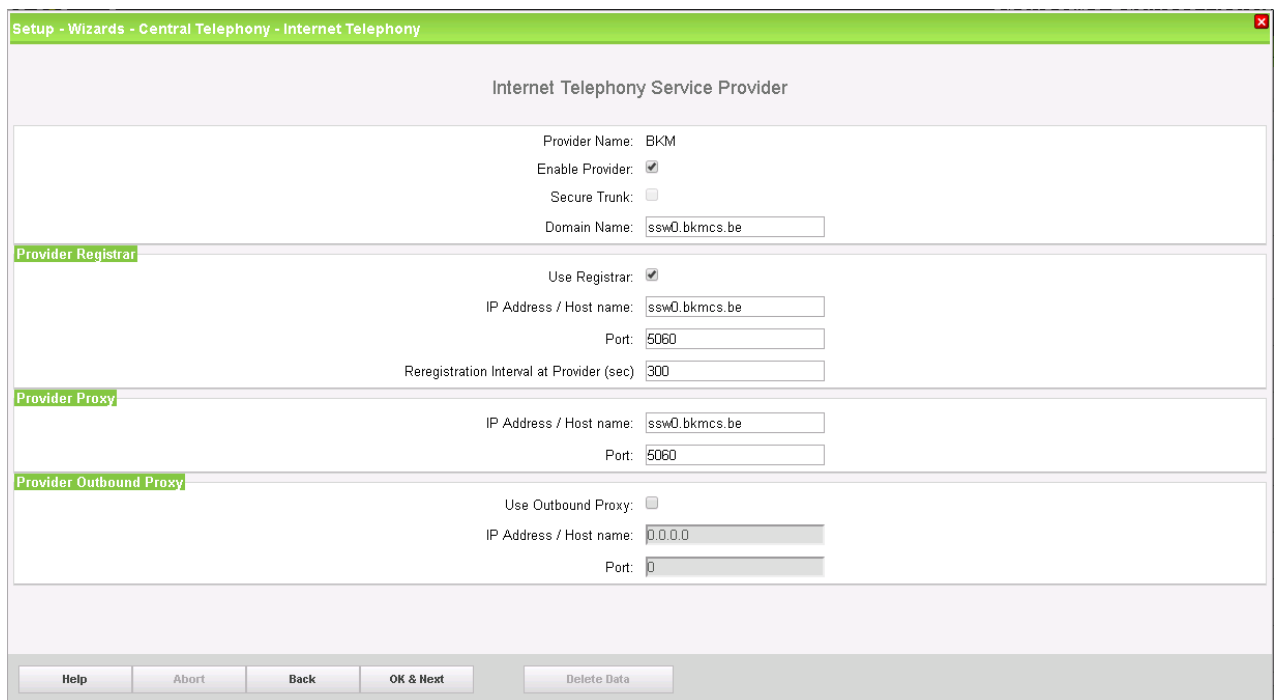 Setup - Wizards - Central Telephony - Internet Telephony
Internet Telephony Service Provider
Provider Name: BKM
Enable Provider:
Secure Trunk:
Domain Name: ssw0.bkmcs.be
Provider Registrar
Use Registrar:
IP Address / Host name: ssw0.bkmcs.be
Port: 5060
Reregistration Interval at Provider (sec) 300
Provider Proxy
IP Address / Host name: ssw0.bkmcs.be
Port: 5060
Provider Outbound Proxy
Use Outbound Proxy:
IP Address / Host name: 0.0.0.0
Port: 0
Help Abort Back OK & Next Delete Data